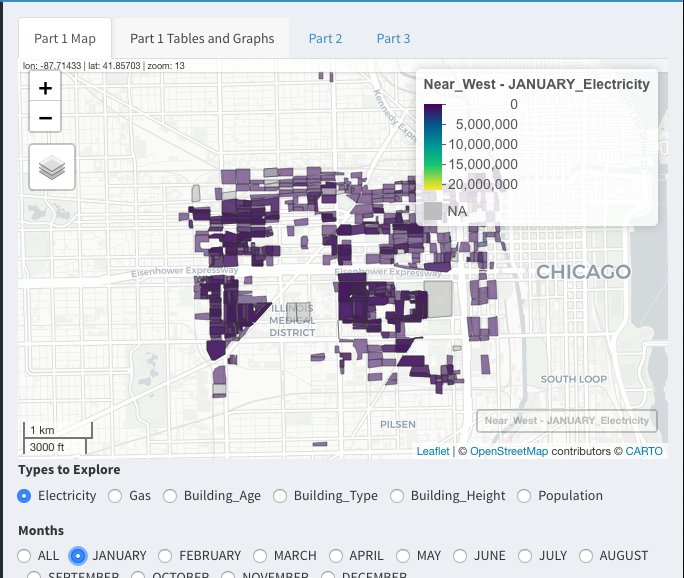 Part 1 Map
Part 1 Tables and Graphs
Part 2
Part 3
lon: -87.71433 | lat: 41.85703 | zoom: 13
+
−
Near_West - JANUARY_Electricity
0
5,000,000
10,000,000
15,000,000
20,000,000
NA
Kennedy Expre
Eisenhower Expressway
Eisenhower Expressway
CHICAGO
ILLINOIS
MEDICAL
DISTRICT
SOUTH LOOP
PILSEN
Near_West - JANUARY_Electricity
1 km
3000 ft
Leaflet | © OpenStreetMap contributors © CARTO
Types to Explore
Electricity
Gas
Building_Age
Building_Type
Building_Height
Population
Months
ALL
JANUARY
FEBRUARY
MARCH
APRIL
MAY
JUNE
JULY
AUGUST
SEPTEMBER
OCTOBER
NOVEMBER
DECEMBER